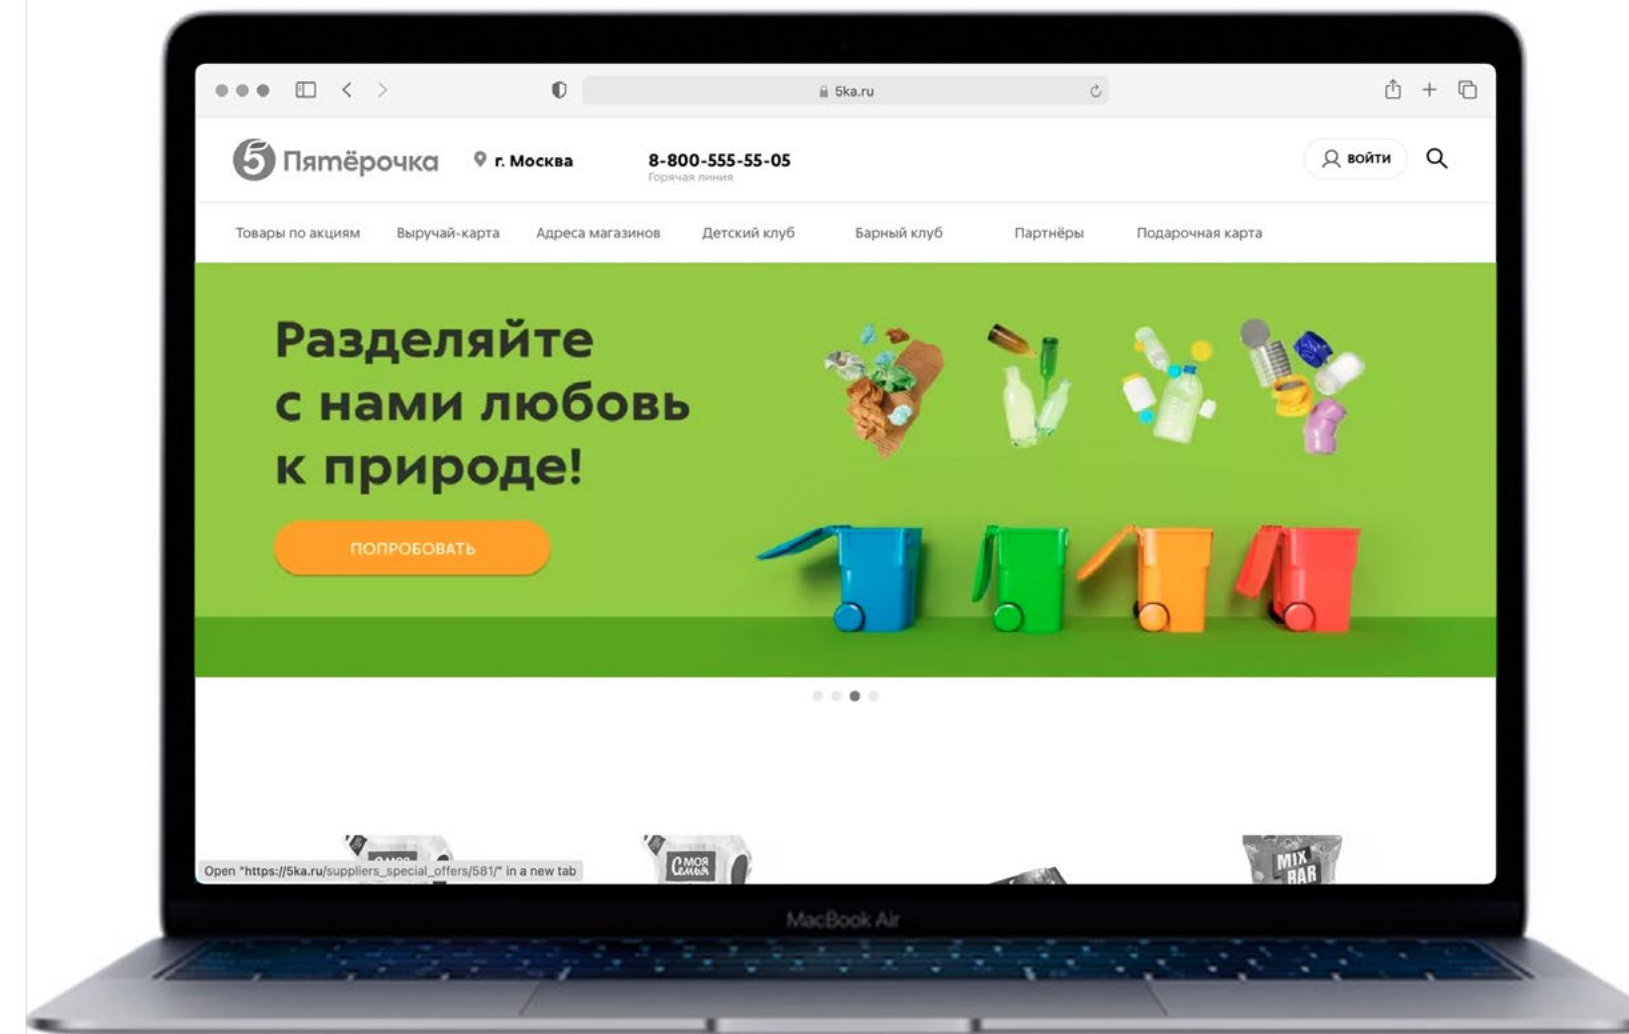 5ka.ru
5 Пятёрочка
г. Москва
8-800-555-55-05
Горячая линия
ВОЙТИ
Товары по акциям
Выручай-карта
Адреса магазинов
Детский клуб
Барный клуб
Партнёры
Подарочная карта
Разделяйте
с нами любовь
к природе!
ПОПРОБОВАТЬ
МОЯ
СЕМЬЯ
MIX
BAR
Open "https://5ka.ru/suppliers_special_offers/581/" in a new tab
MacBook Air